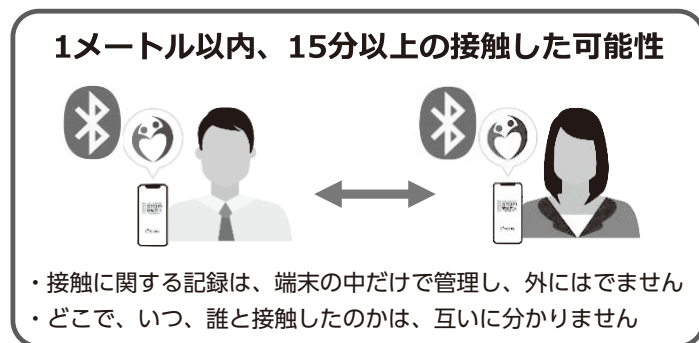 1メートル以内、15分以上の接触した可能性
・接触に関する記録は、端末の中だけで管理し、外にはでません
・どこで、いつ、誰と接触したのかは、互いに分かりません